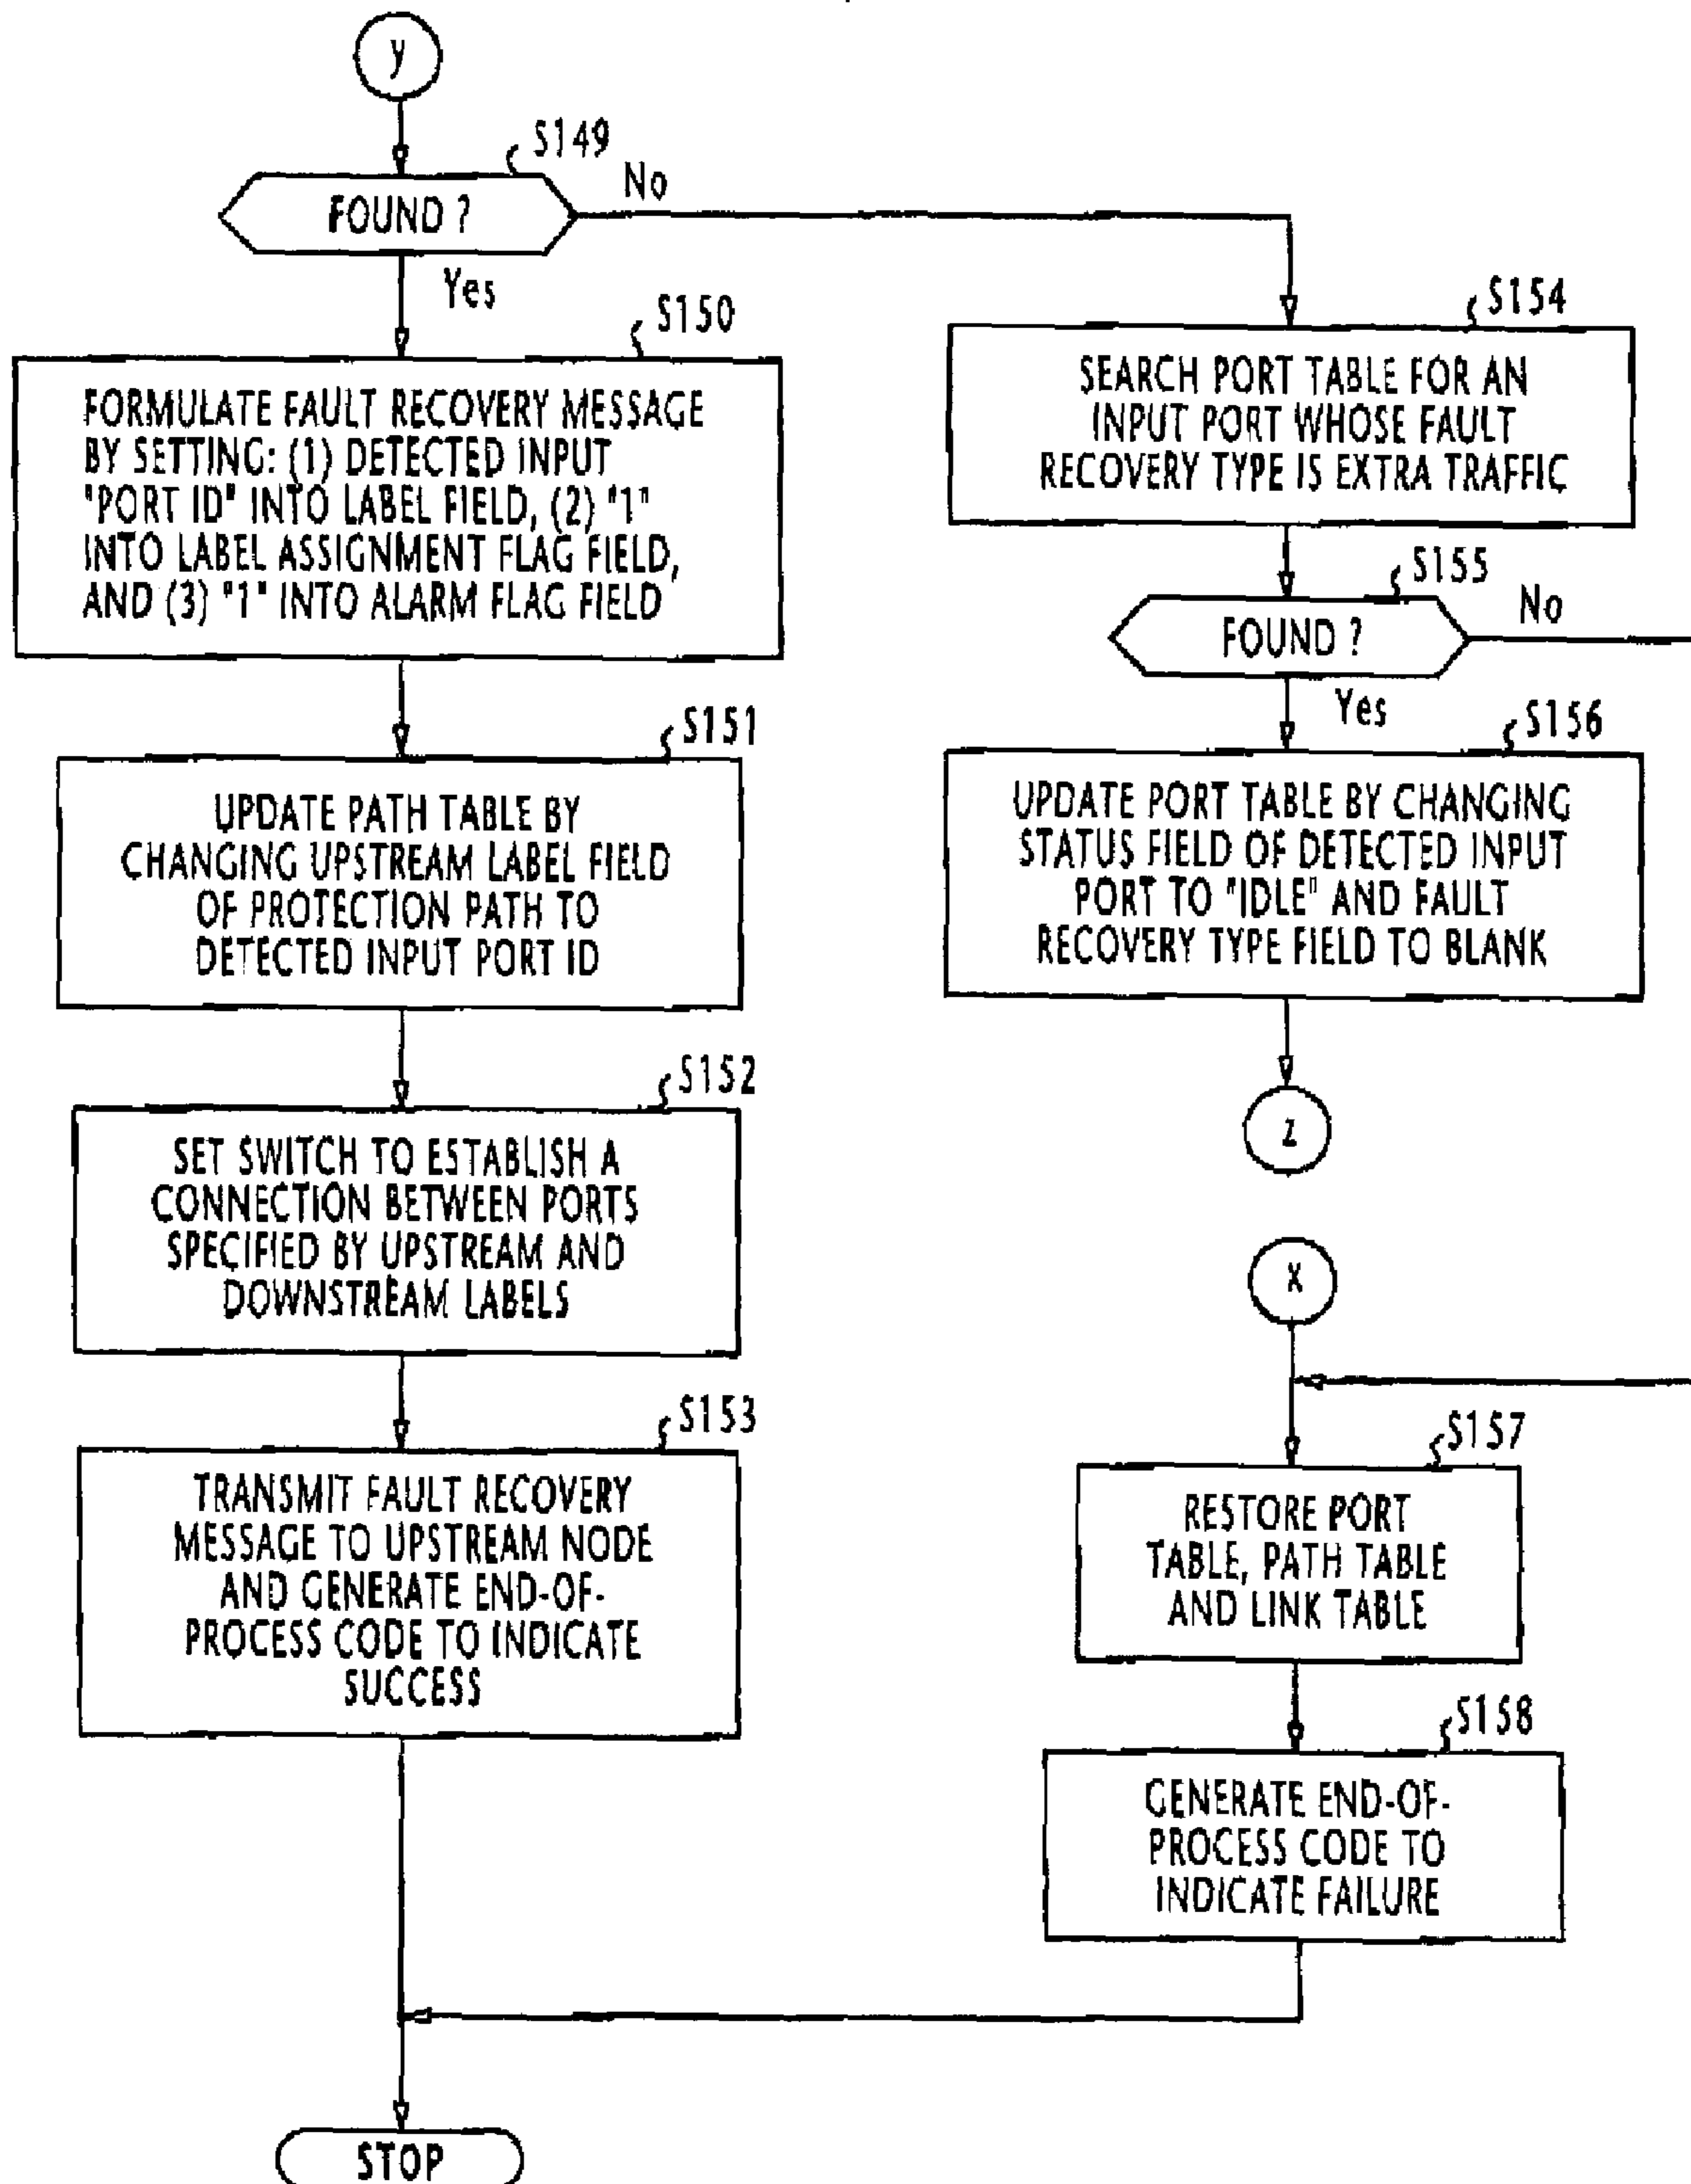 y
S149
FOUND ?
No
Yes
S150
FORMULATE FAULT RECOVERY MESSAGE
BY SETTING: (1) DETECTED INPUT
"PORT ID" INTO LABEL FIELD, (2) "1"
INTO LABEL ASSIGNMENT FLAG FIELD,
AND (3) "1" INTO ALARM FLAG FIELD
S151
UPDATE PATH TABLE BY
CHANGING UPSTREAM LABEL FIELD
OF PROTECTION PATH TO
DETECTED INPUT PORT ID
S152
SET SWITCH TO ESTABLISH A
CONNECTION BETWEEN PORTS
SPECIFIED BY UPSTREAM AND
DOWNSTREAM LABELS
S153
TRANSMIT FAULT RECOVERY
MESSAGE TO UPSTREAM NODE
AND GENERATE END-OF-
PROCESS CODE TO INDICATE
SUCCESS
STOP
S154
SEARCH PORT TABLE FOR AN
INPUT PORT WHOSE FAULT
RECOVERY TYPE IS EXTRA TRAFFIC
S155
FOUND ?
No
Yes
S156
UPDATE PORT TABLE BY CHANGING
STATUS FIELD OF DETECTED INPUT
PORT TO "IDLE" AND FAULT
RECOVERY TYPE FIELD TO BLANK
z
x
S157
RESTORE PORT
TABLE, PATH TABLE
AND LINK TABLE
S158
GENERATE END-OF-
PROCESS CODE TO
INDICATE FAILURE